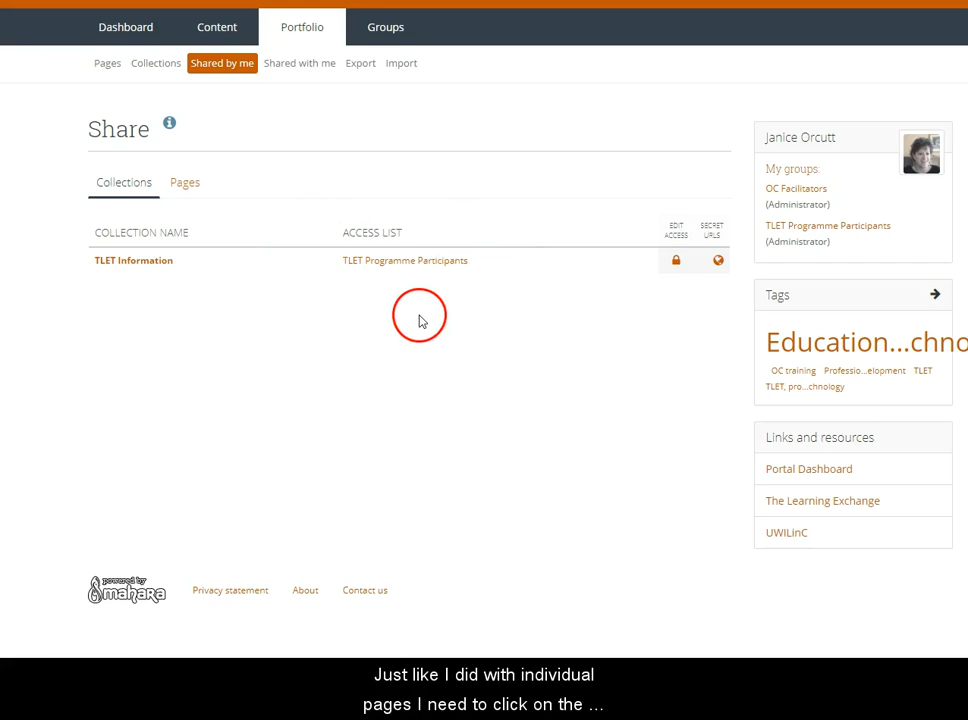 Dashboard Content Portfolio Groups
Pages Collections Shared by me Shared with me Export Import
Share
Collections Pages
COLLECTION NAME ACCESS LIST EDIT ACCESS SECRET URLS
TLET Information TLET Programme Participants
Janice Orcutt
My groups:
OC Facilitators
(Administrator)
TLET Programme Participants
(Administrator)
Tags
Education...chno
OC training Professio...elopment TLET
TLET, pro...chnology
Links and resources
Portal Dashboard
The Learning Exchange
UWILinC
powered by
mahara
Privacy statement About Contact us
Just like I did with individual
pages I need to click on the ...